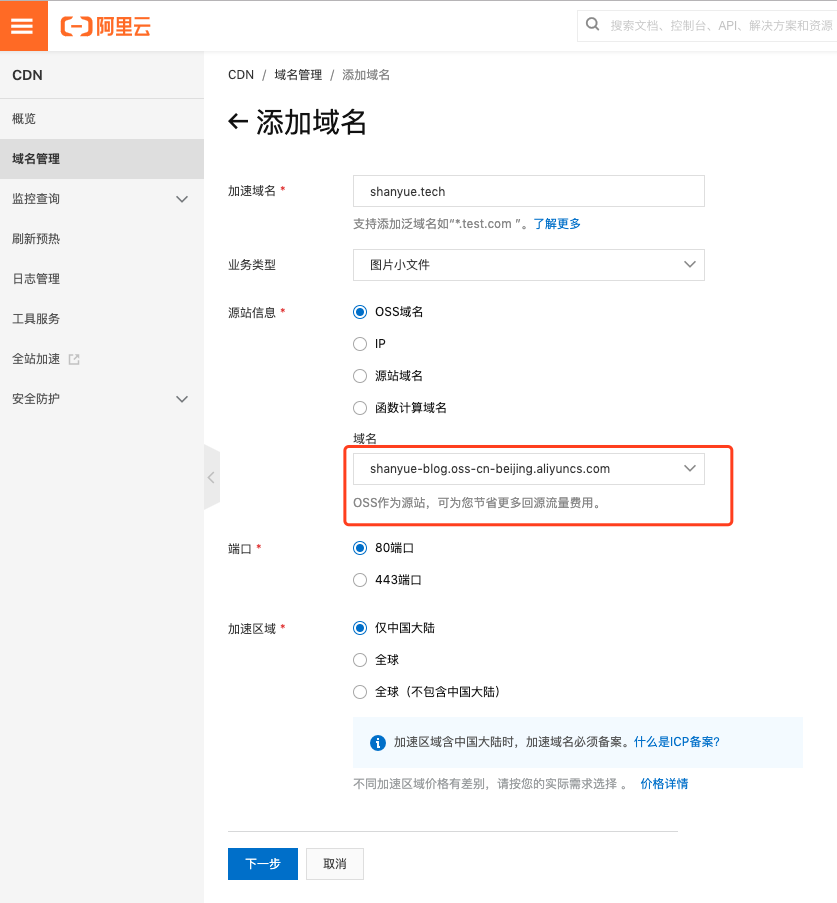 阿里云
搜索文档、控制台、API、解决方案和资源
CDN
概览
域名管理
监控查询
刷新预热
日志管理
工具服务
全站加速
安全防护
CDN / 域名管理 / 添加域名
← 添加域名
加速域名 *
shanyue.tech
支持添加泛域名如“*.test.com ”。了解更多
业务类型
图片小文件
源站信息 *
OSS域名
IP
源站域名
函数计算域名
域名
shanyue-blog.oss-cn-beijing.aliyuncs.com
OSS作为源站，可为您节省更多回源流量费用。
端口 *
80端口
443端口
加速区域 *
仅中国大陆
全球
全球（不包含中国大陆）
加速区域含中国大陆时，加速域名必须备案。什么是ICP备案?
不同加速区域价格有差别，请按您的实际需求选择 。 价格详情
下一步
取消